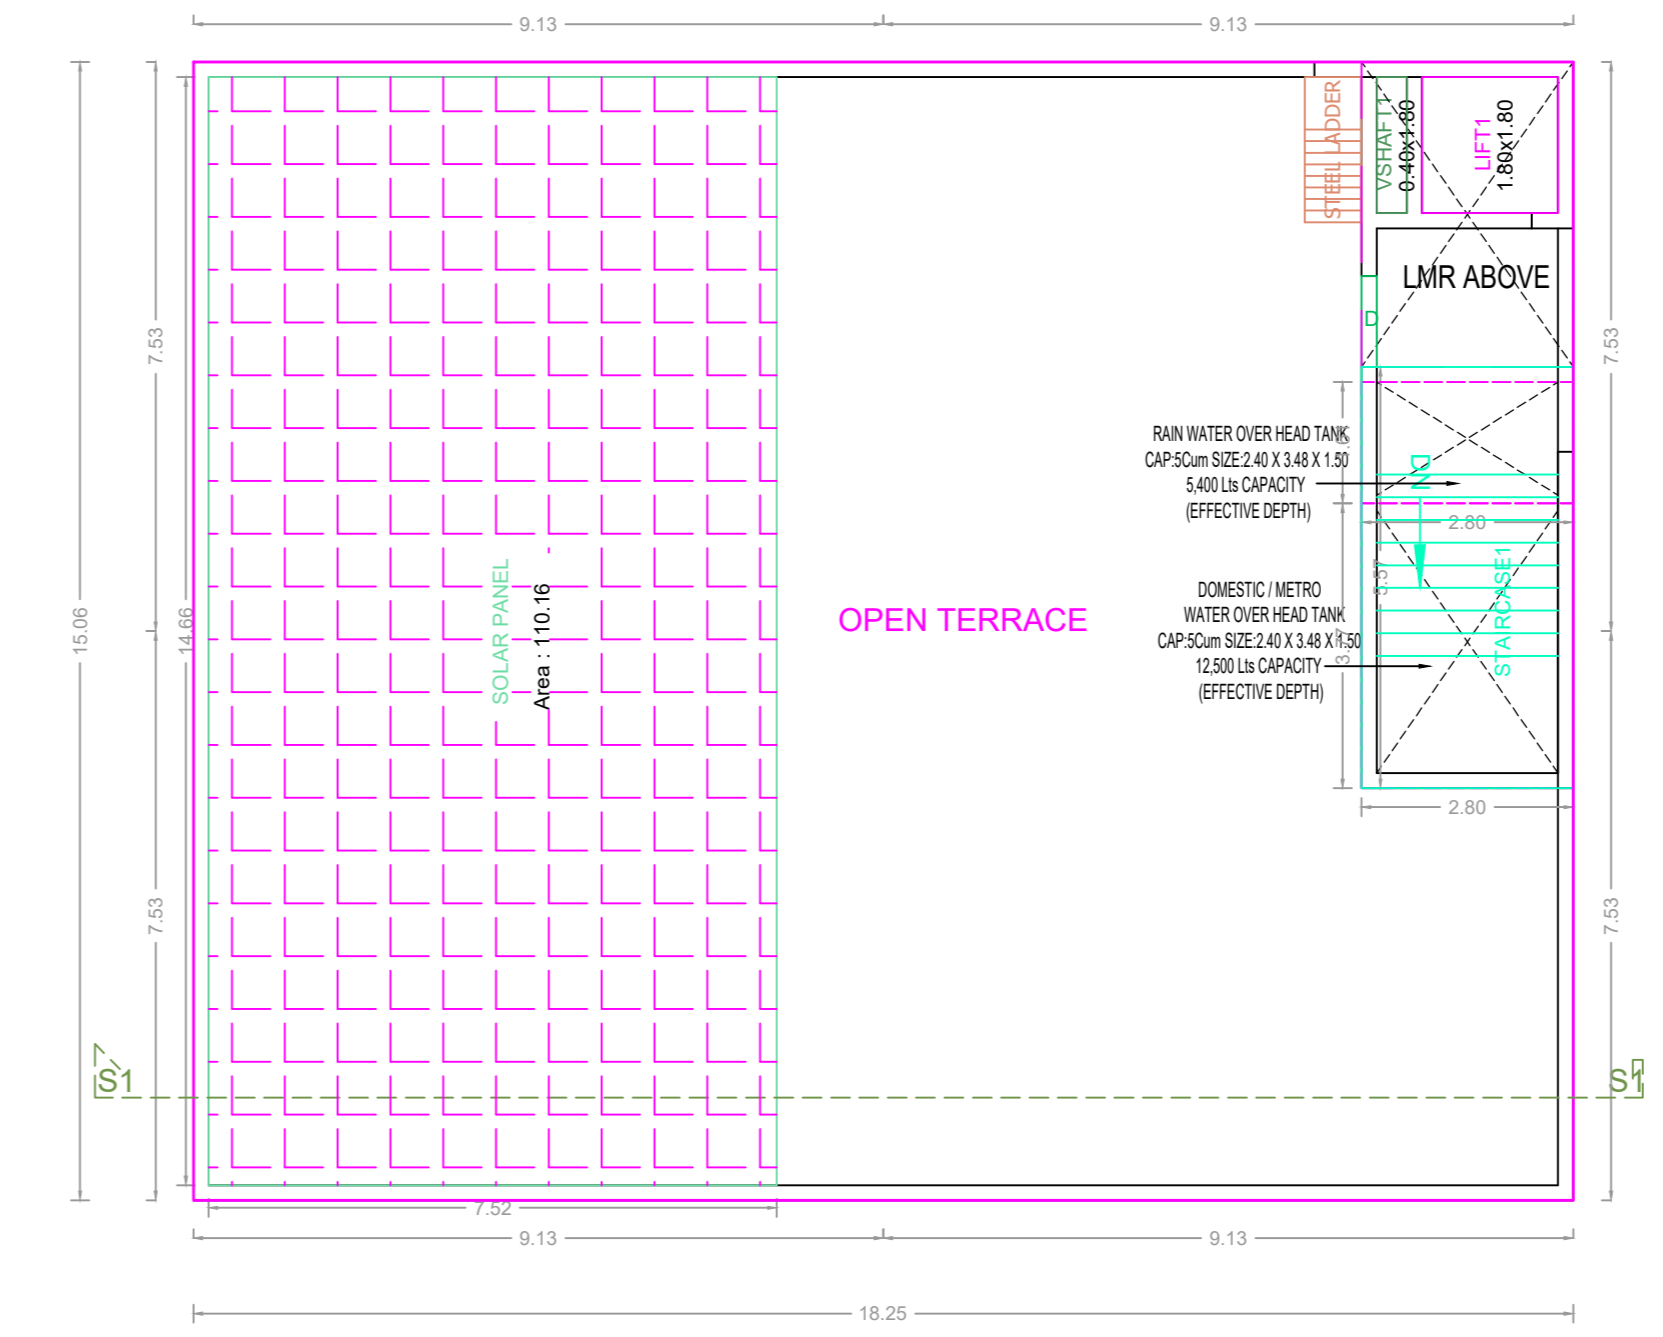 9.13
9.13
STEEL LADDER
VSHAFT1
0.40x1.80
LIFT1
1.80x1.80
LMR ABOVE
D
7.53
7.53
15.06
14.66
RAIN WATER OVER HEAD TANK
CAP:5Cum SIZE:2.40 X 3.48 X 1.50
5,400 Lts CAPACITY
(EFFECTIVE DEPTH)
DN
2.80
5.57
STAIRCASE1
DOMESTIC / METRO
WATER OVER HEAD TANK
CAP:5Cum SIZE:2.40 X 3.48 X 1.50
12,500 Lts CAPACITY
(EFFECTIVE DEPTH)
SOLAR PANEL
Area : 110.16
OPEN TERRACE
2.80
7.53
7.53
S1
S1
7.52
9.13
9.13
18.25